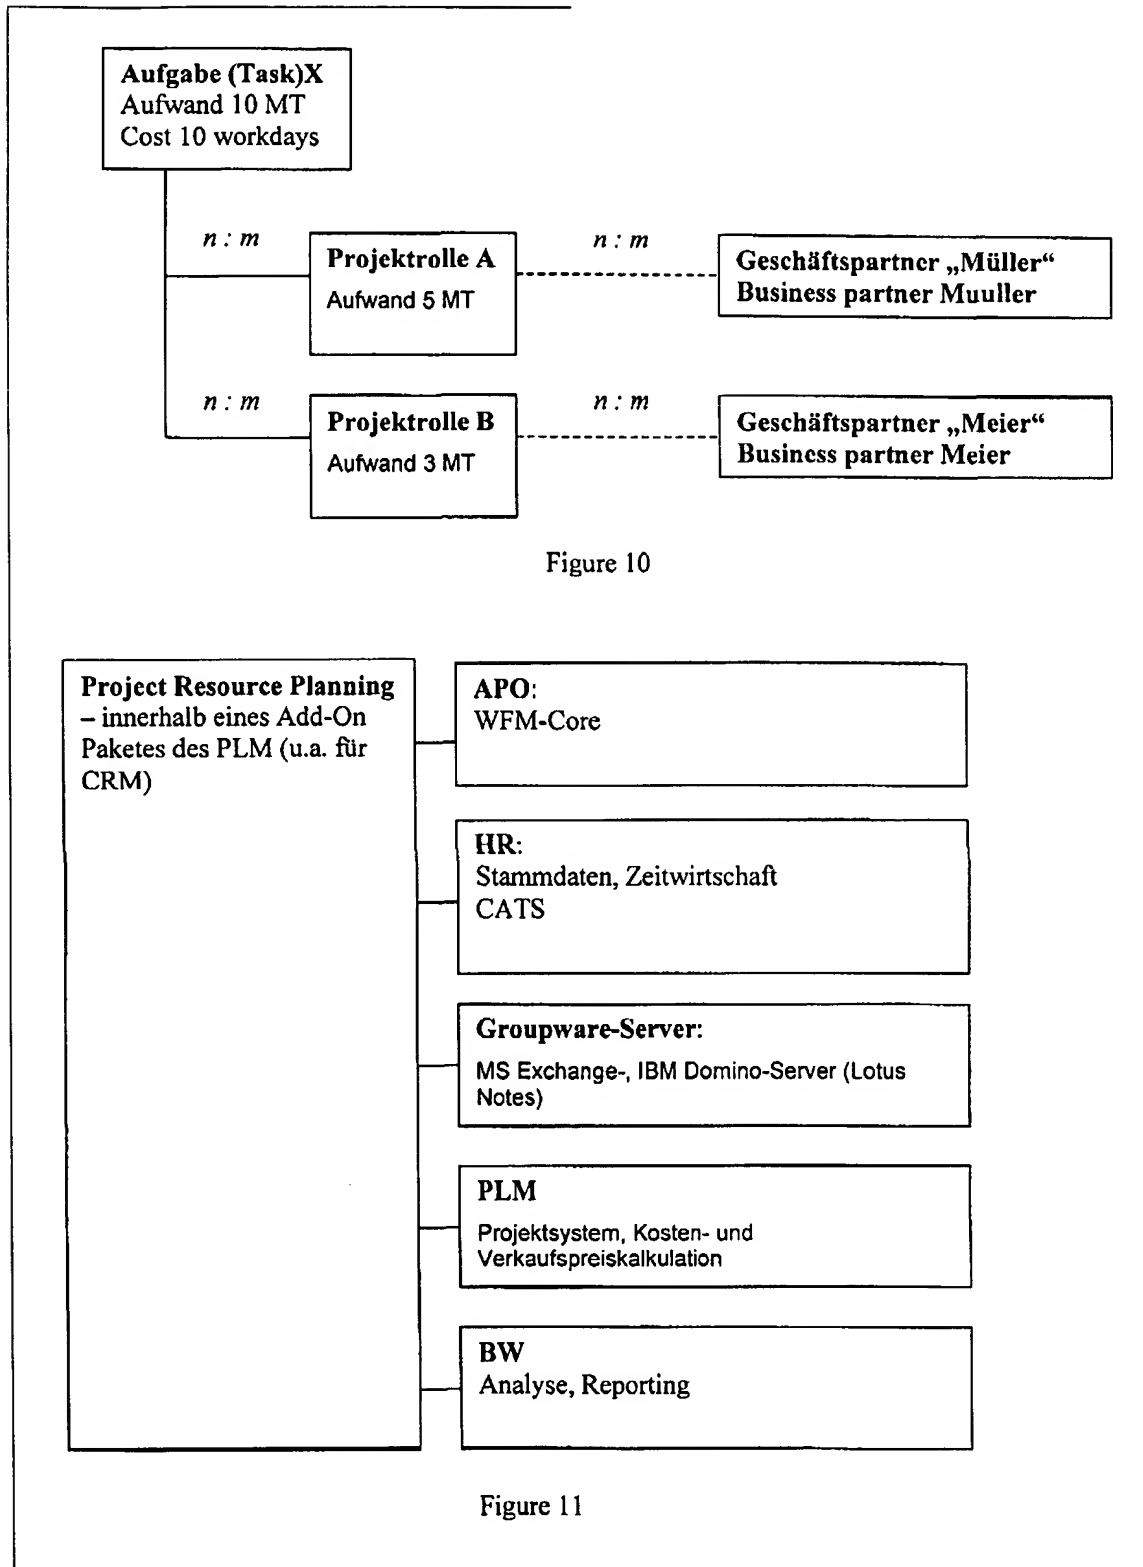 Aufgabe (Task)X
Aufwand 10 MT
Cost 10 workdays
n : m
n : m
Projektrolle A
Aufwand 5 MT
Geschäftspartner „Müller“
Business partner Muuller
n : m
n : m
Projektrolle B
Aufwand 3 MT
Geschäftspartner „Meier“
Business partner Meier
Figure 10
Project Resource Planning
– innerhalb eines Add-On
Paketes des PLM (u.a. für
CRM)
APO:
WFM-Core
HR:
Stammdaten, Zeitwirtschaft
CATS
Groupware-Server:
MS Exchange-, IBM Domino-Server (Lotus
Notes)
PLM
Projektsystem, Kosten- und
Verkaufspreiskalkulation
BW
Analyse, Reporting
Figure 11